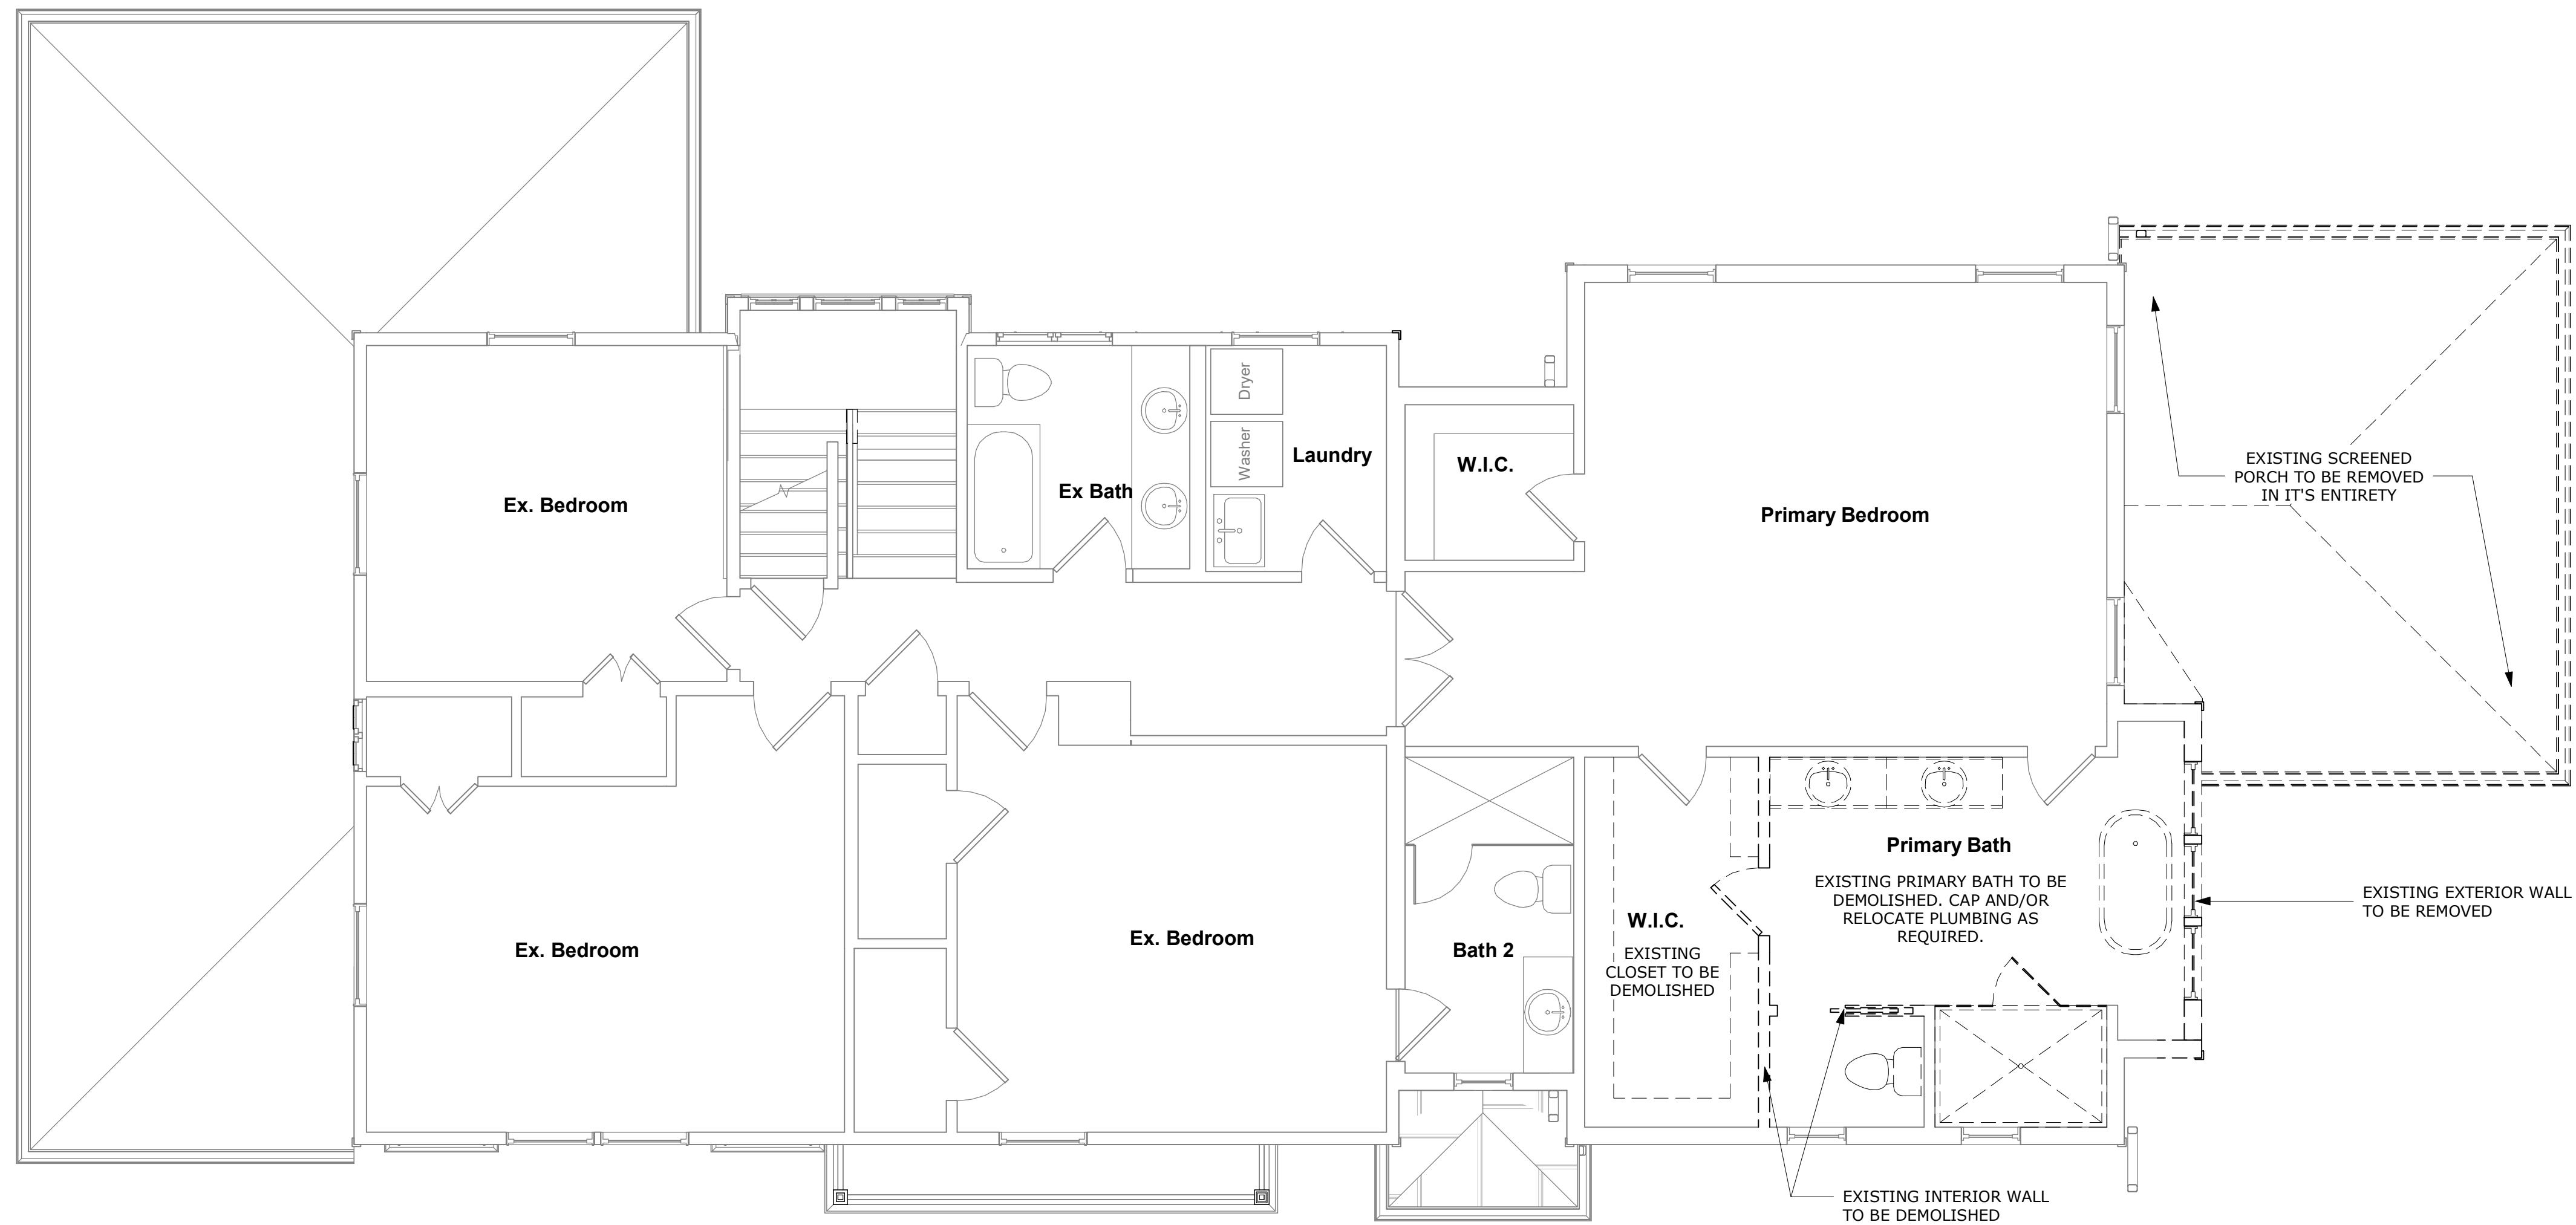 Dryer
Washer
Laundry
Ex Bath
Ex. Bedroom
W.I.C.
Primary Bedroom
EXISTING SCREENED
PORCH TO BE REMOVED
IN IT'S ENTIRETY
Ex. Bedroom
Ex. Bedroom
Bath 2
W.I.C.
EXISTING
CLOSET TO BE
DEMOLISHED
Primary Bath
EXISTING PRIMARY BATH TO BE
DEMOLISHED. CAP AND/OR
RELOCATE PLUMBING AS
REQUIRED.
EXISTING EXTERIOR WALL
TO BE REMOVED
EXISTING INTERIOR WALL
TO BE DEMOLISHED